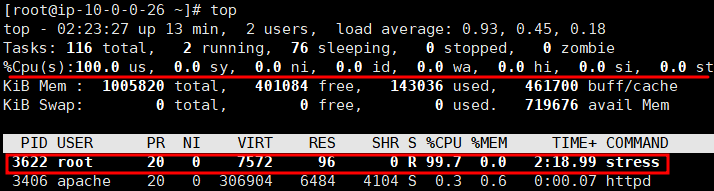 [root@ip-10-0-0-26 ~]# top
top - 02:23:27 up 13 min,  2 users,  load average: 0.93, 0.45, 0.18
Tasks: 116 total,   2 running,  76 sleeping,   0 stopped,   0 zombie
%Cpu(s):100.0 us,  0.0 sy,  0.0 ni,  0.0 id,  0.0 wa,  0.0 hi,  0.0 si,  0.0 st
KiB Mem :  1005820 total,   401084 free,   143036 used,   461700 buff/cache
KiB Swap:        0 total,        0 free,        0 used.   719676 avail Mem
PID USER      PR  NI    VIRT    RES    SHR S %CPU %MEM     TIME+ COMMAND
3622 root      20   0    7572     96      0 R 99.7  0.0   2:18.99 stress
3406 apache    20   0  306904   6484   4104 S  0.3  0.6   0:00.07 httpd